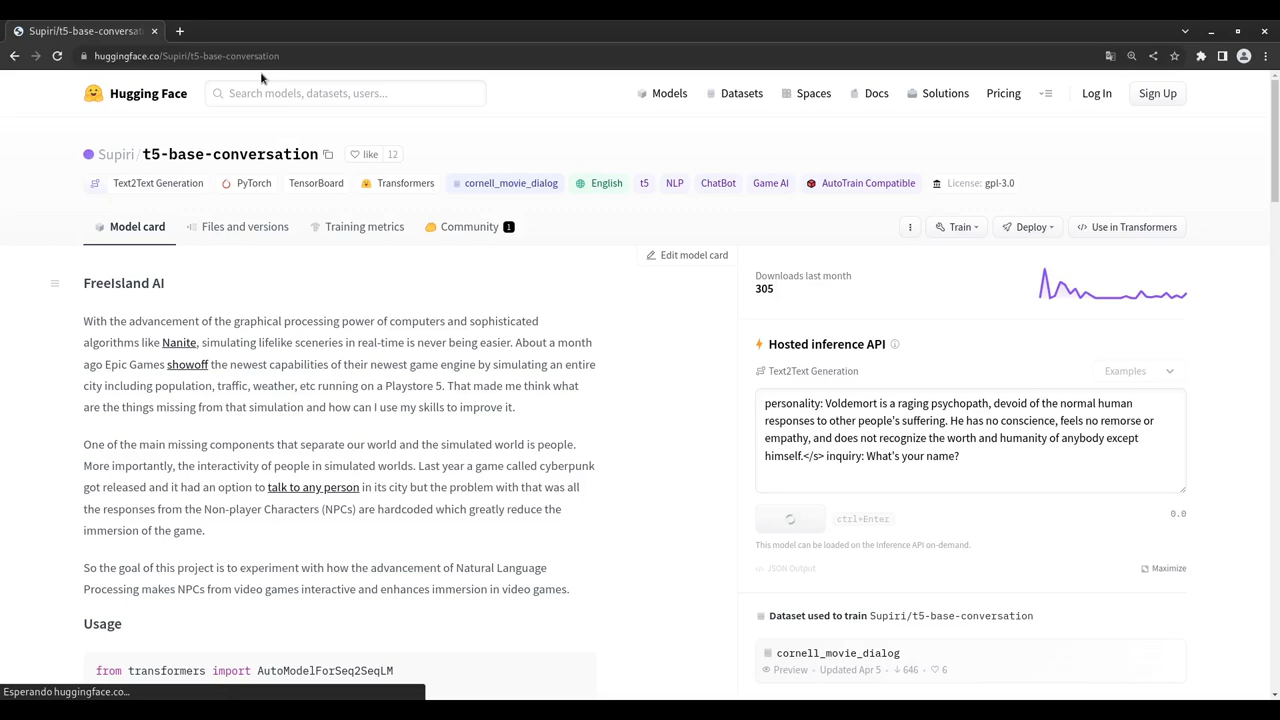 Supiri/t5-base-conversat
huggingface.co/Supiri/t5-base-conversation
Hugging Face
Search models, datasets, users...
Models
Datasets
Spaces
Docs
Solutions
Pricing
Log In
Sign Up
Supiri/t5-base-conversation
like 12
Text2Text Generation
PyTorch
TensorBoard
Transformers
cornell_movie_dialog
English
t5
NLP
ChatBot
Game AI
AutoTrain Compatible
License: gpl-3.0
Model card
Files and versions
Training metrics
Community 1
Train
Deploy
</> Use in Transformers
Edit model card
FreeIsland AI
With the advancement of the graphical processing power of computers and sophisticated
algorithms like Nanite, simulating lifelike sceneries in real-time is never being easier. About a month
ago Epic Games showoff the newest capabilities of their newest game engine by simulating an entire
city including population, traffic, weather, etc running on a Playstore 5. That made me think what
are the things missing from that simulation and how can I use my skills to improve it.
One of the main missing components that separate our world and the simulated world is people.
More importantly, the interactivity of people in simulated worlds. Last year a game called cyberpunk
got released and it had an option to talk to any person in its city but the problem with that was all
the responses from the Non-player Characters (NPCs) are hardcoded which greatly reduce the
immersion of the game.
So the goal of this project is to experiment with how the advancement of Natural Language
Processing makes NPCs from video games interactive and enhances immersion in video games.
Usage
from transformers import AutoModelForSeq2SeqLM
Downloads last month
305
Hosted inference API
Text2Text Generation
Examples
personality: Voldemort is a raging psychopath, devoid of the normal human
responses to other people's suffering. He has no conscience, feels no remorse or
empathy, and does not recognize the worth and humanity of anybody except
himself.</s> inquiry: What's your name?
ctrl+Enter
0.0
This model can be loaded on the Inference API on-demand.
</> JSON Output
Maximize
Dataset used to train Supiri/t5-base-conversation
cornell_movie_dialog
Preview • Updated Apr 5 • ↓ 646 • ♡ 6
Esperando huggingface.co...